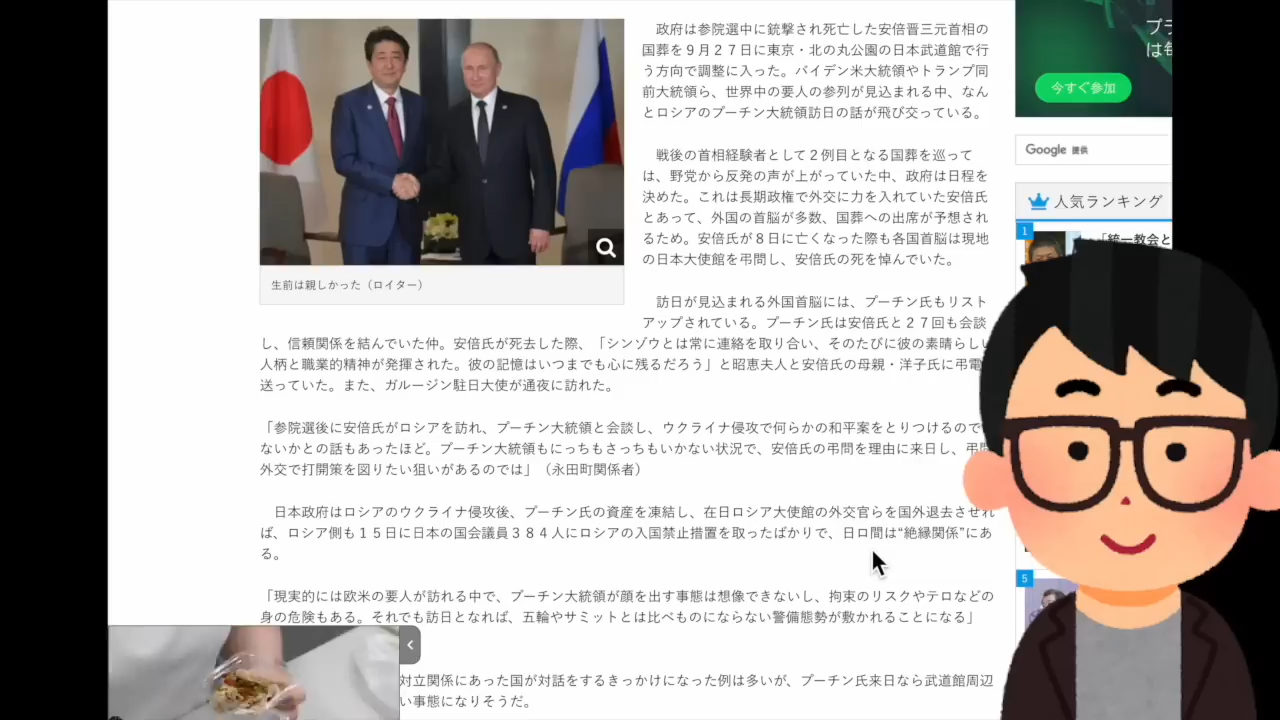 政府は参院選中に銃撃され死亡した安倍晋三元首相の
国葬を９月２７日に東京・北の丸公園の日本武道館で行
う方向で調整に入った。バイデン米大統領やトランプ同
前大統領ら、世界中の要人の参列が見込まれる中、なん
とロシアのプーチン大統領訪日の話が飛び交っている。
戦後の首相経験者として２例目となる国葬を巡って
は、野党から反発の声が上がっていた中、政府は日程を
決めた。これは長期政権で外交に力を入れていた安倍氏
とあって、外国の首脳が多数、国葬への出席が予想され
るため。安倍氏が８日に亡くなった際も各国首脳は現地
の日本大使館を弔問し、安倍氏の死を悼んでいた。
生前は親しかった（ロイター）
訪日が見込まれる外国首脳には、プーチン氏もリスト
アップされている。プーチン氏は安倍氏と２７回も会談
し、信頼関係を結んでいた仲。安倍氏が死去した際、「シンゾウとは常に連絡を取り合い、そのたびに彼の素晴らしい
人柄と職業的精神が発揮された。彼の記憶はいつまでも心に残るだろう」と昭恵夫人と安倍氏の母親・洋子氏に弔電
送っていた。また、ガルージン駐日大使が通夜に訪れた。
「参院選後に安倍氏がロシアを訪れ、プーチン大統領と会談し、ウクライナ侵攻で何らかの和平案をとりつけるので
ないかとの話もあったほど。プーチン大統領もにっちもさっちもいかない状況で、安倍氏の弔問を理由に来日し、弔問
外交で打開策を図りたい狙いがあるのでは」（永田町関係者）
日本政府はロシアのウクライナ侵攻後、プーチン氏の資産を凍結し、在日ロシア大使館の外交官らを国外退去させれ
ば、ロシア側も１５日に日本の国会議員３８４人にロシアの入国禁止措置を取ったばかりで、日ロ間は“絶縁関係”にあ
る。
「現実的には欧米の要人が訪れる中で、プーチン大統領が顔を出す事態は想像できないし、拘束のリスクやテロなどの
身の危険もある。それでも訪日となれば、五輪やサミットとは比べものにならない警備態勢が敷かれることになる」
対立関係にあった国が対話をするきっかけになった例は多いが、プーチン氏来日なら武道館周辺
い事態になりそうだ。
プラ
は毎
今すぐ参加
Google 提供
人気ランキング
1
「統一教会と
5